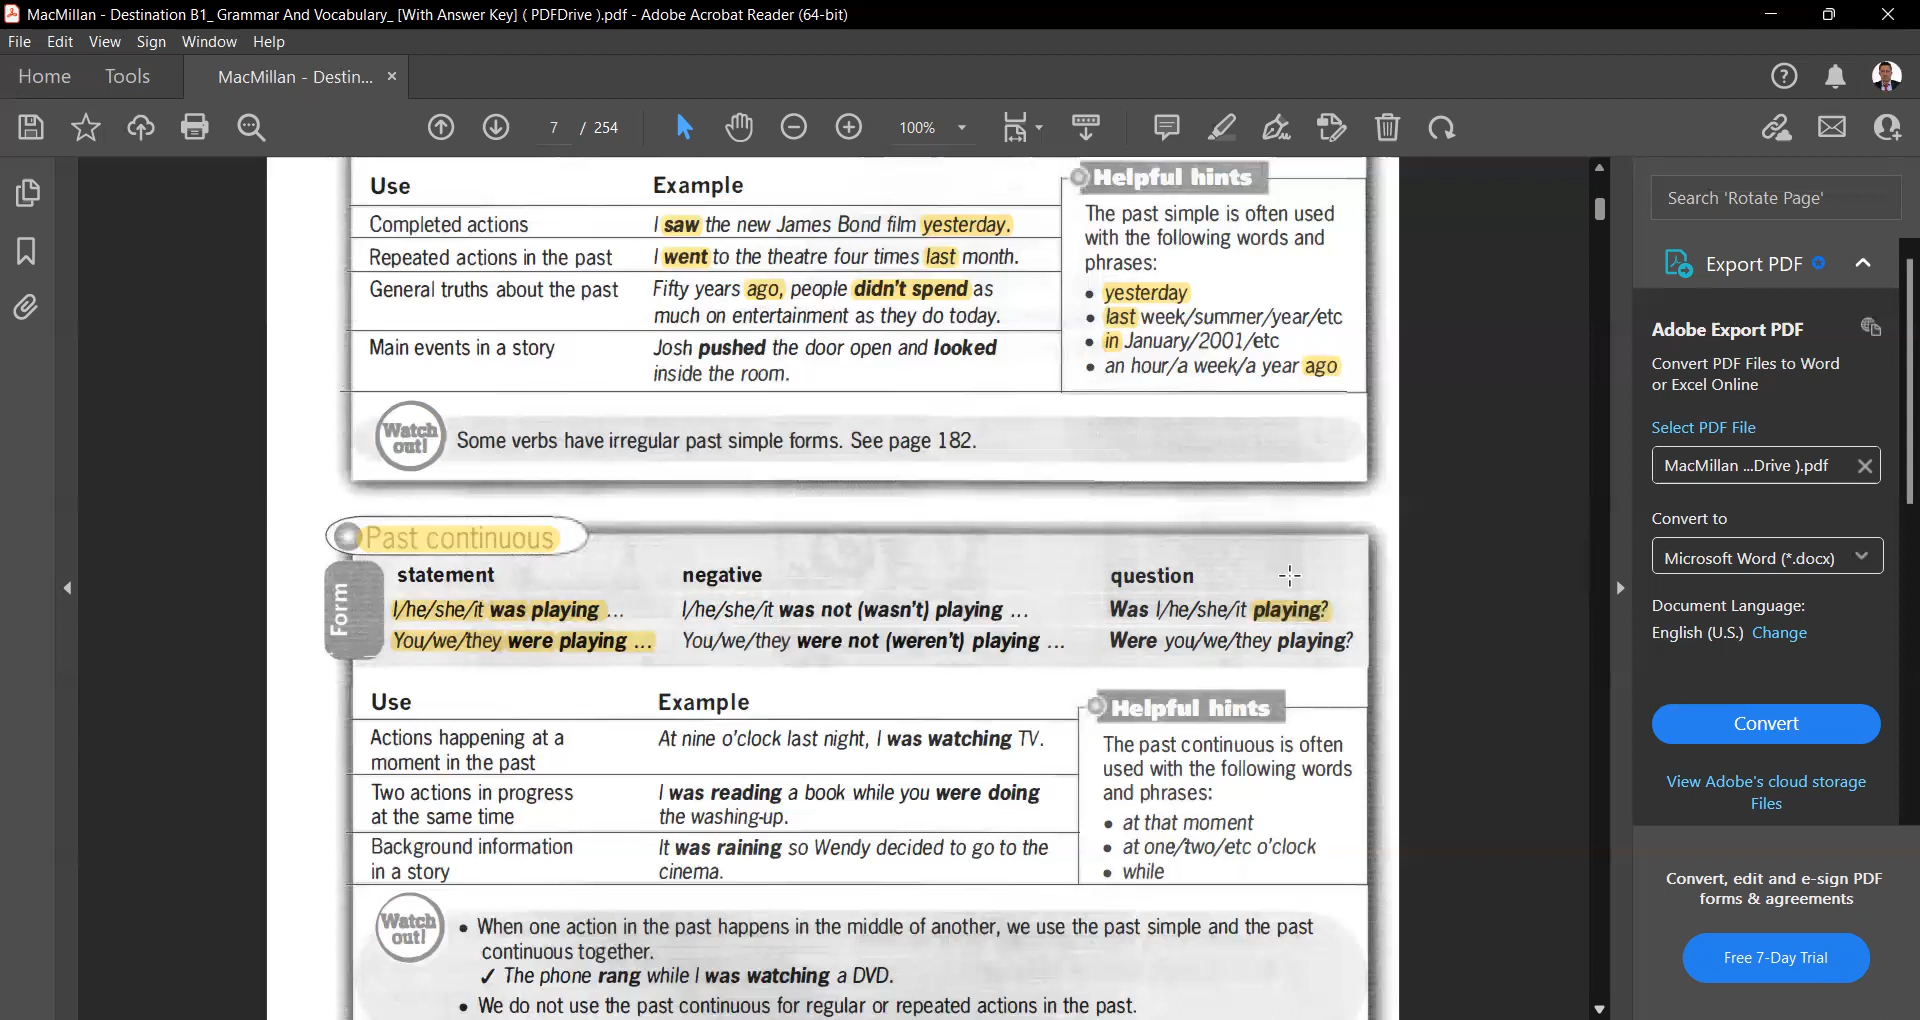 MacMillan - Destination B1_ Grammar And Vocabulary_ [With Answer Key] ( PDFDrive ).pdf - Adobe Acrobat Reader (64-bit)
File Edit View Sign Window Help
Home Tools MacMillan - Destin... ×
7 / 254 100%
Use Example
Completed actions I saw the new James Bond film yesterday.
Repeated actions in the past I went to the theatre four times last month.
General truths about the past Fifty years ago, people didn't spend as
much on entertainment as they do today.
Main events in a story Josh pushed the door open and looked
inside the room.
Helpful hints
The past simple is often used
with the following words and
phrases:
• yesterday
• last week/summer/year/etc
• in January/2001/etc
• an hour/a week/a year ago
Watch
out!
Some verbs have irregular past simple forms. See page 182.
Past continuous
Form
statement negative question
I/he/she/it was playing ... I/he/she/it was not (wasn't) playing ... Was I/he/she/it playing?
You/we/they were playing ... You/we/they were not (weren't) playing ... Were you/we/they playing?
Use Example
Actions happening at a At nine o'clock last night, I was watching TV.
moment in the past
Two actions in progress I was reading a book while you were doing
at the same time the washing-up.
Background information It was raining so Wendy decided to go to the
in a story cinema.
Helpful hints
The past continuous is often
used with the following words
and phrases:
• at that moment
• at one/two/etc o'clock
• while
Watch
out!
• When one action in the past happens in the middle of another, we use the past simple and the past
continuous together.
✓ The phone rang while I was watching a DVD.
• We do not use the past continuous for regular or repeated actions in the past.
Search 'Rotate Page'
Export PDF
Adobe Export PDF
Convert PDF Files to Word
or Excel Online
Select PDF File
MacMillan ...Drive ).pdf
Convert to
Microsoft Word (*.docx)
Document Language:
English (U.S.) Change
Convert
View Adobe's cloud storage
Files
Convert, edit and e-sign PDF
forms & agreements
Free 7-Day Trial